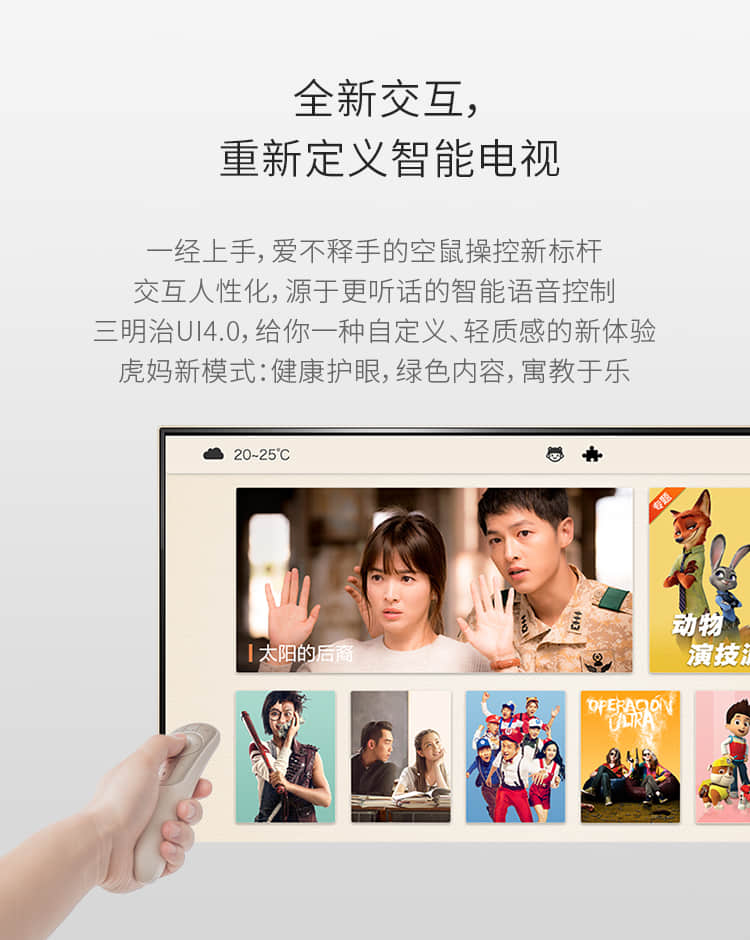 全新交互，
重新定义智能电视
一经上手，爱不释手的空鼠操控新标杆
交互人性化，源于更听话的智能语音控制
三明治UI4.0，给你一种自定义、轻质感的新体验
虎妈新模式：健康护眼，绿色内容，寓教于乐
20~25℃
专题
太阳的后裔
动物
演技派
OPERACIÓN
ULTRA